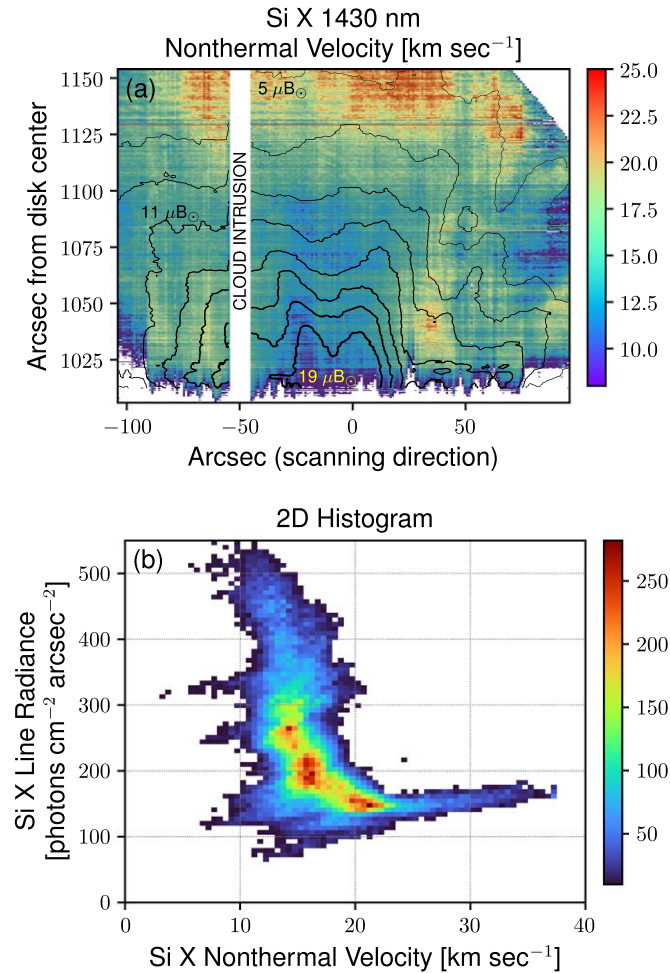 Si X 1430 nm
Nonthermal Velocity [km sec⁻¹]
(a)
5 μB☉
11 μB☉
CLOUD INTRUSION
19 μB☉
Arcsec from disk center
1150
1125
1100
1075
1050
1025
−100
−50
0
50
Arcsec (scanning direction)
25.0
22.5
20.0
17.5
15.0
12.5
10.0
2D Histogram
(b)
Si X Line Radiance
[photons cm⁻² arcsec⁻²]
500
400
300
200
100
0
0
10
20
30
40
Si X Nonthermal Velocity [km sec⁻¹]
250
200
150
100
50